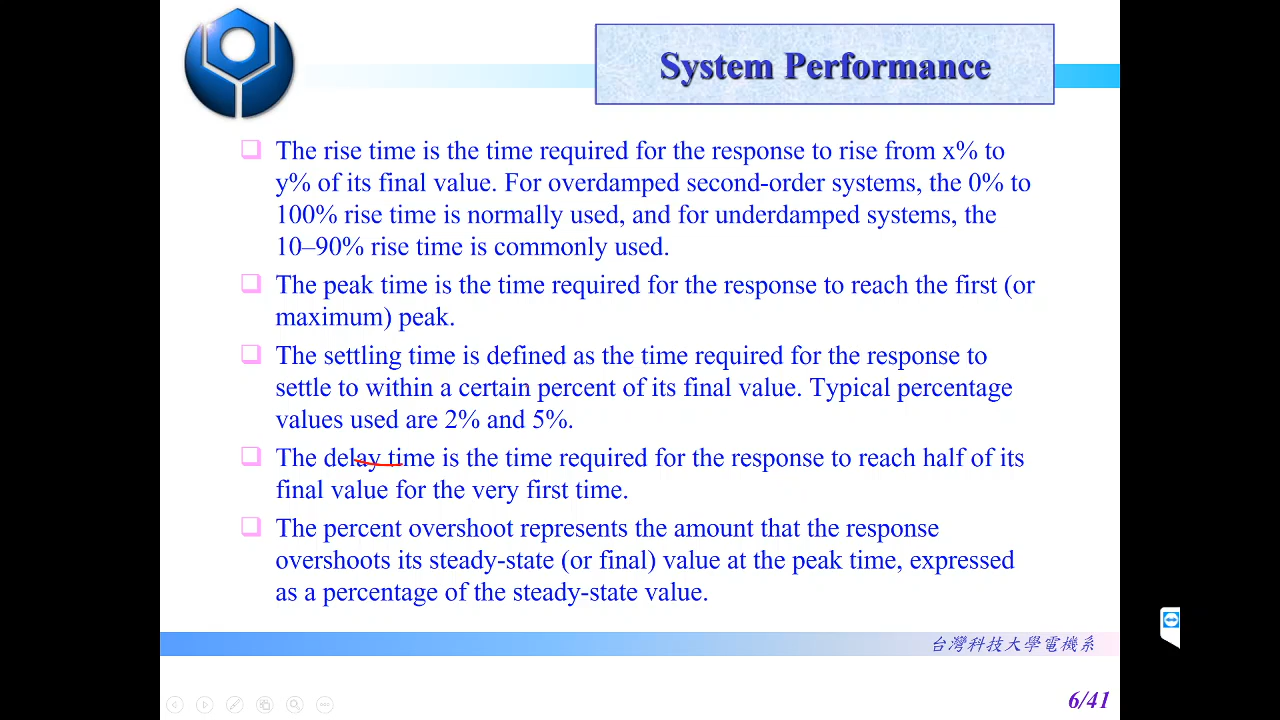 System Performance
The rise time is the time required for the response to rise from x% to
y% of its final value. For overdamped second-order systems, the 0% to
100% rise time is normally used, and for underdamped systems, the
10–90% rise time is commonly used.
The peak time is the time required for the response to reach the first (or
maximum) peak.
The settling time is defined as the time required for the response to
settle to within a certain percent of its final value. Typical percentage
values used are 2% and 5%.
The delay time is the time required for the response to reach half of its
final value for the very first time.
The percent overshoot represents the amount that the response
overshoots its steady-state (or final) value at the peak time, expressed
as a percentage of the steady-state value.
台灣科技大學電機系
6/41